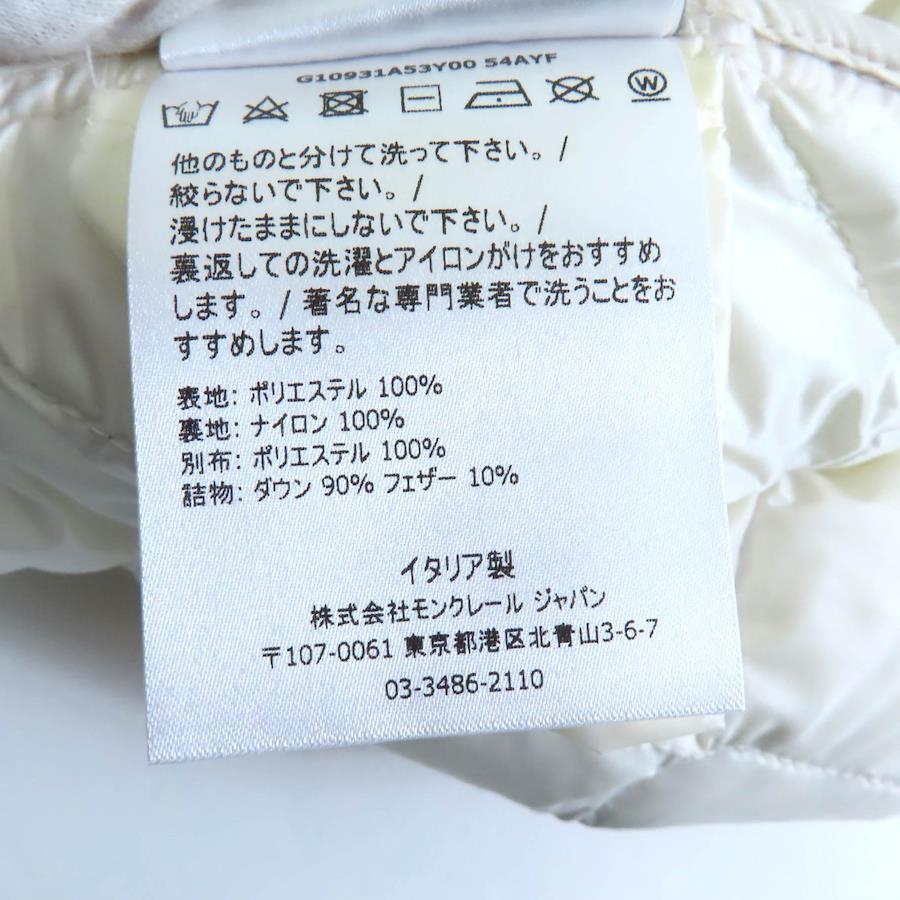 G10931A53Y00 54AYF
W
他のものと分けて洗って下さい。/
絞らないで下さい。/
浸けたままにしないで下さい。/
裏返しての洗濯とアイロンがけをおすすめ
します。/ 著名な専門業者で洗うことをお
すすめします。
表地: ポリエステル 100%
裏地: ナイロン 100%
別布: ポリエステル 100%
詰物: ダウン 90% フェザー 10%
イタリア製
株式会社モンクレール ジャパン
〒107-0061 東京都港区北青山3-6-7
03-3486-2110